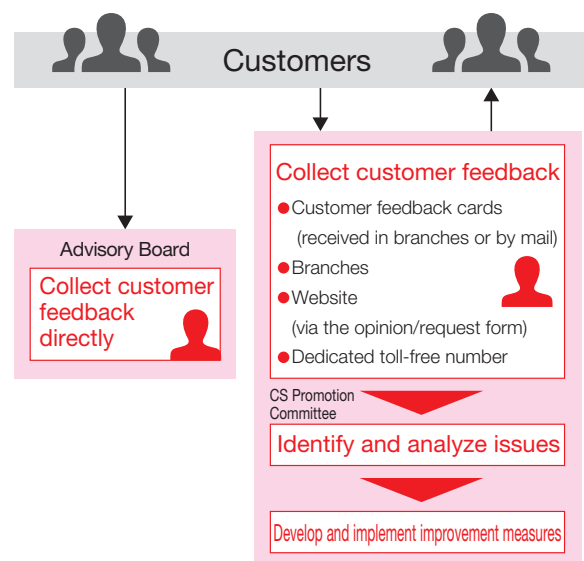 Customers
Advisory Board
Collect customer
feedback
directly
Collect customer feedback
●Customer feedback cards
(received in branches or by mail)
●Branches
●Website
(via the opinion/request form)
●Dedicated toll-free number
CS Promotion
Committee
Identify and analyze issues
Develop and implement improvement measures